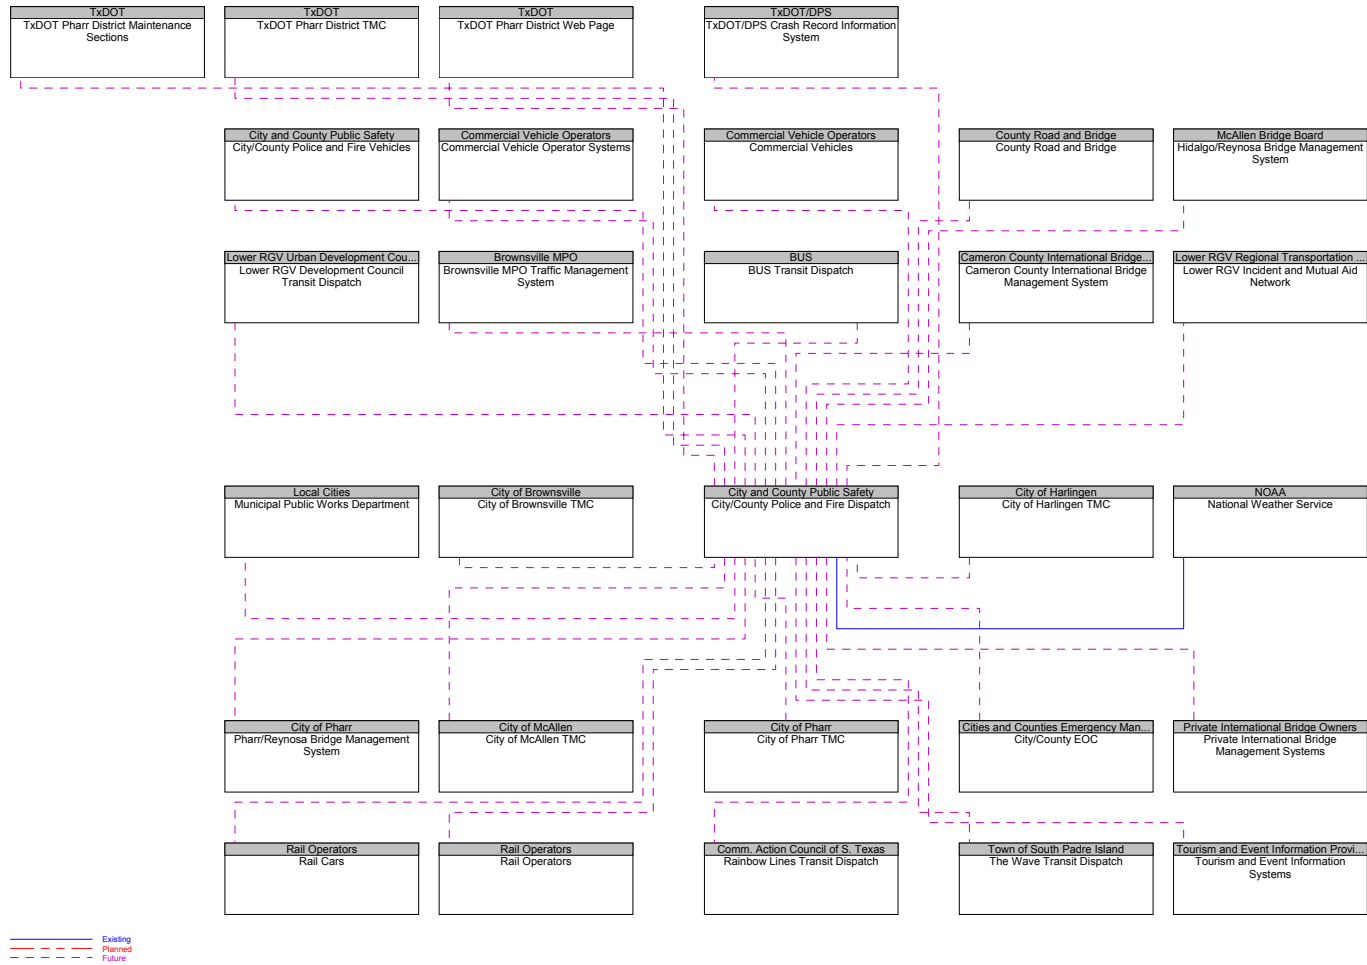 TxDOT
TxDOT Pharr District Maintenance
Sections
TxDOT
TxDOT Pharr District TMC
TxDOT
TxDOT Pharr District Web Page
TxDOT/DPS
TxDOT/DPS Crash Record Information
System
City and County Public Safety
City/County Police and Fire Vehicles
Commercial Vehicle Operators
Commercial Vehicle Operator Systems
Commercial Vehicle Operators
Commercial Vehicles
County Road and Bridge
County Road and Bridge
McAllen Bridge Board
Hidalgo/Reynosa Bridge Management
System
Lower RGV Urban Development Cou...
Lower RGV Development Council
Transit Dispatch
Brownsville MPO
Brownsville MPO Traffic Management
System
BUS
BUS Transit Dispatch
Cameron County International Bridge...
Cameron County International Bridge
Management System
Lower RGV Regional Transportation ...
Lower RGV Incident and Mutual Aid
Network
Local Cities
Municipal Public Works Department
City of Brownsville
City of Brownsville TMC
City and County Public Safety
City/County Police and Fire Dispatch
City of Harlingen
City of Harlingen TMC
NOAA
National Weather Service
City of Pharr
Pharr/Reynosa Bridge Management
System
City of McAllen
City of McAllen TMC
City of Pharr
City of Pharr TMC
Cities and Counties Emergency Man...
City/County EOC
Private International Bridge Owners
Private International Bridge
Management Systems
Rail Operators
Rail Cars
Rail Operators
Rail Operators
Comm. Action Council of S. Texas
Rainbow Lines Transit Dispatch
Town of South Padre Island
The Wave Transit Dispatch
Tourism and Event Information Provi...
Tourism and Event Information
Systems
Existing
Planned
Future